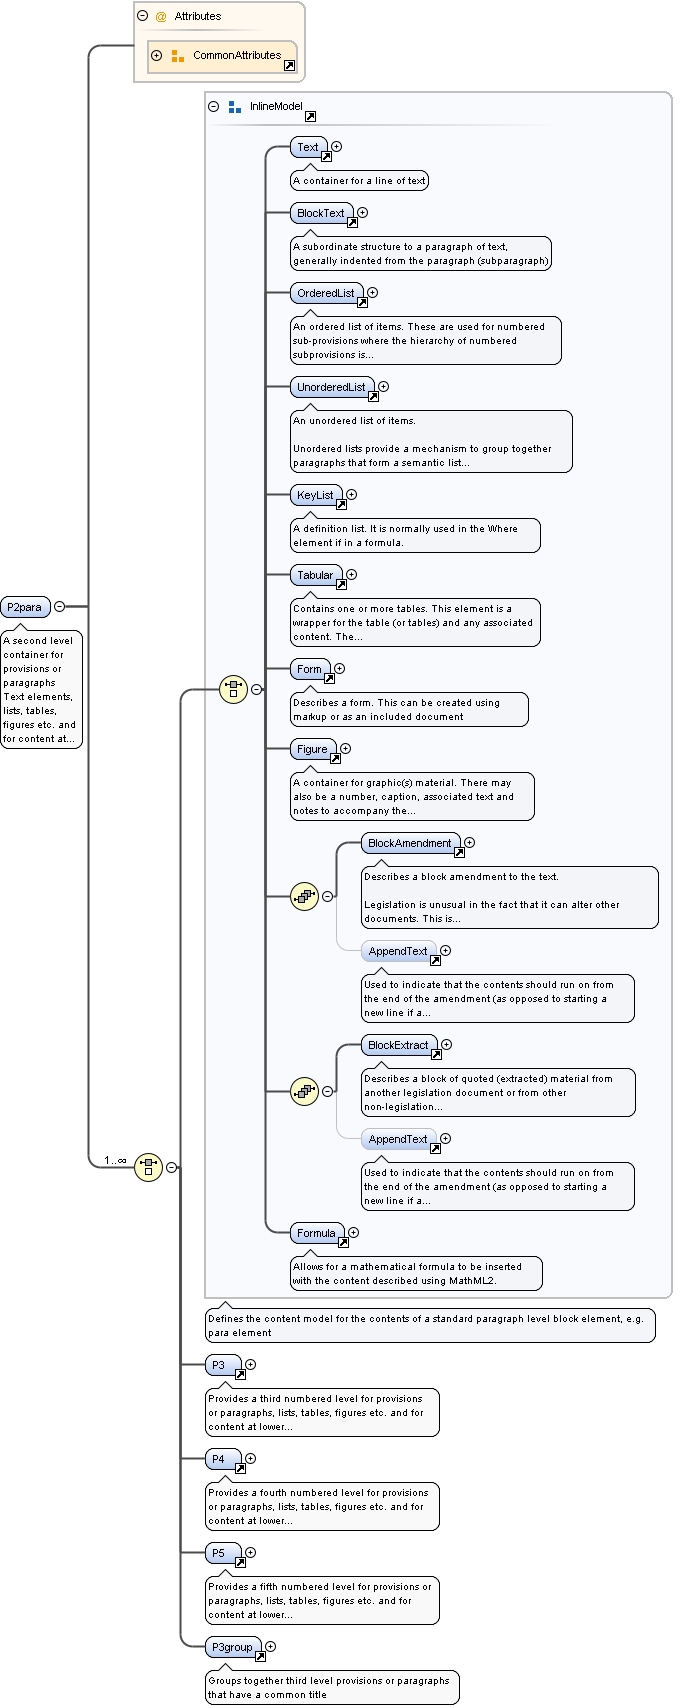 Attributes
CommonAttributes
InlineModel
Text
A container for a line of text
BlockText
A subordinate structure to a paragraph of text,
generally indented from the paragraph (subparagraph)
OrderedList
An ordered list of items. These are used for numbered
sub-provisions where the hierarchy of numbered
subprovisions is...
UnorderedList
An unordered list of items.
Unordered lists provide a mechanism to group together
paragraphs that form a semantic list...
KeyList
A definition list. It is normally used in the Where
element if in a formula.
Tabular
Contains one or more tables. This element is a
wrapper for the table (or tables) and any associated
content. The...
P2para
A second level
container for
provisions or
paragraphs
Text elements,
lists, tables,
figures etc. and
for content at...
Form
Describes a form. This can be created using
markup or as an included document
Figure
A container for graphic(s) material. There may
also be a number, caption, associated text and
notes to accompany the...
BlockAmendment
Describes a block amendment to the text.
Legislation is unusual in the fact that it can alter other
documents. This is...
AppendText
Used to indicate that the contents should run on from
the end of the amendment (as opposed to starting a
new line if a...
BlockExtract
Describes a block of quoted (extracted) material from
another legislation document or from other
non-legislation...
AppendText
Used to indicate that the contents should run on from
the end of the amendment (as opposed to starting a
new line if a...
1..∞
Formula
Allows for a mathematical formula to be inserted
with the content described using MathML2.
Defines the content model for the contents of a standard paragraph level block element, e.g.
para element
P3
Provides a third numbered level for provisions
or paragraphs, lists, tables, figures etc. and for
content at lower...
P4
Provides a fourth numbered level for provisions
or paragraphs, lists, tables, figures etc. and for
content at lower...
P5
Provides a fifth numbered level for provisions or
paragraphs, lists, tables, figures etc. and for
content at lower...
P3group
Groups together third level provisions or paragraphs
that have a common title